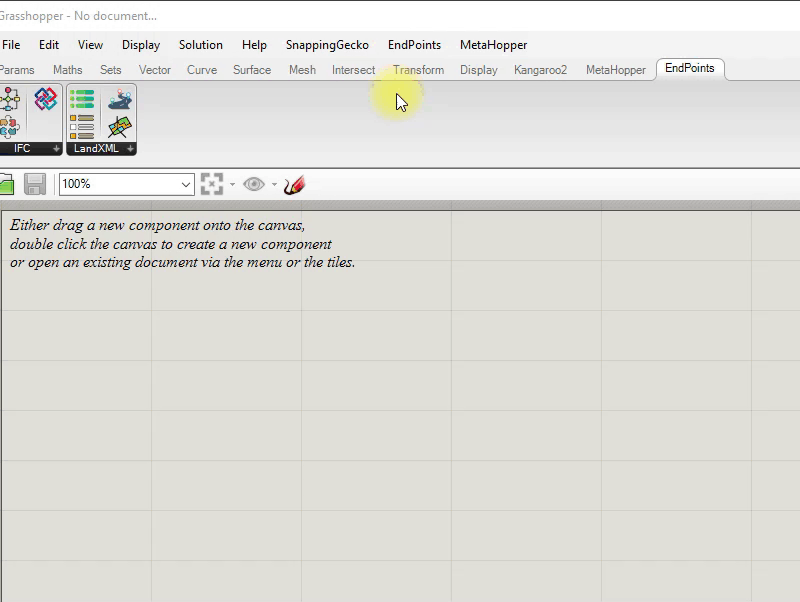 Grasshopper - No document...
File Edit View Display Solution Help SnappingGecko EndPoints MetaHopper
Params Maths Sets Vector Curve Surface Mesh Intersect Transform Display Kangaroo2 MetaHopper EndPoints
IFC LandXML
100%
Either drag a new component onto the canvas,
double click the canvas to create a new component
or open an existing document via the menu or the tiles.